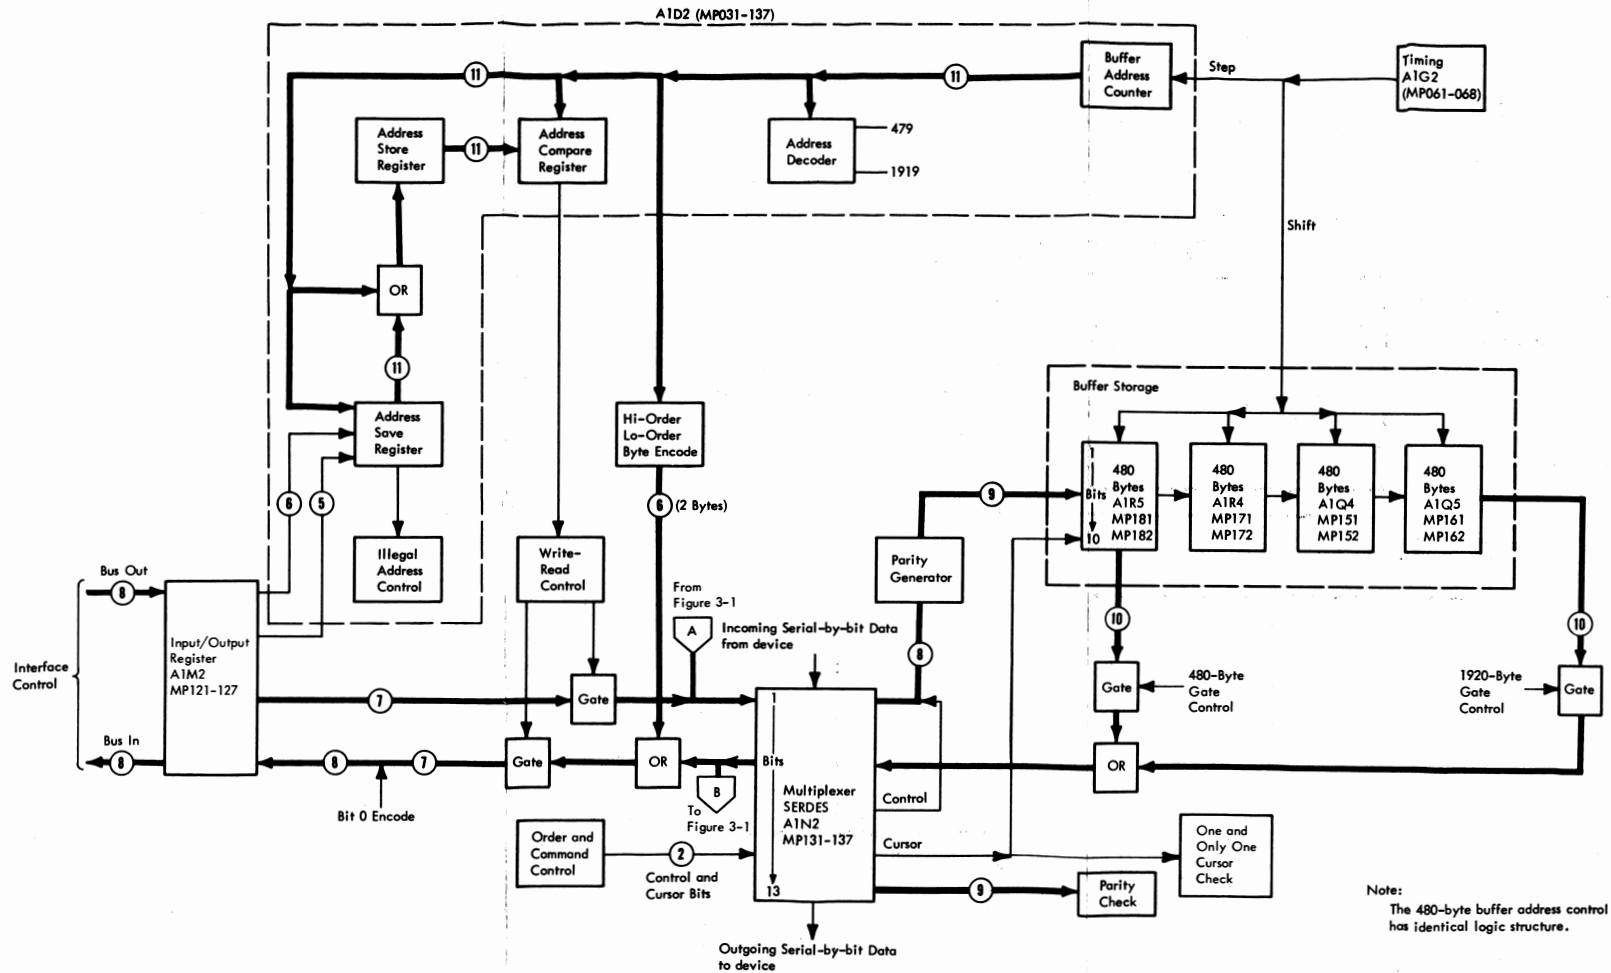 A1D2 (MP031-137)
11
11
Buffer
Address
Counter
Step
Timing
A1G2
(MP061-068)
Address
Store
Register
11
Address
Compare
Register
Address
Decoder
479
1919
Shift
OR
11
Address
Save
Register
6
5
Hi-Order
Lo-Order
Byte Encode
6
(2 Bytes)
Illegal
Address
Control
Write-
Read
Control
Buffer Storage
1
Bits
10
480
Bytes
A1R5
MP181
MP182
480
Bytes
A1R4
MP171
MP172
480
Bytes
A1Q4
MP151
MP152
480
Bytes
A1Q5
MP161
MP162
9
Parity
Generator
8
10
10
Bus Out
8
Interface
Control
Input/Output
Register
A1M2
MP121-127
Bus In
8
7
Gate
From
Figure 3-1
A
Incoming Serial-by-bit Data
from device
Gate
480-Byte
Gate
Control
1920-Byte
Gate
Control
Gate
8
7
Bit 0 Encode
Gate
OR
B
To
Figure 3-1
1
Bits
13
Multiplexer
SERDES
A1N2
MP131-137
OR
Control
Cursor
Order and
Command
Control
2
Control and
Cursor Bits
One and
Only One
Cursor
Check
9
Parity
Check
Outgoing Serial-by-bit Data
to device
Note:
The 480-byte buffer address control
has identical logic structure.